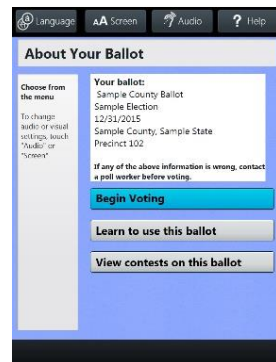 Language
AA Screen
Audio
? Help
About Your Ballot
Choose from
the menu
To change
audio or visual
settings, touch
"Audio" or
"Screen"
Your ballot:
Sample County Ballot
Sample Election
12/31/2015
Sample County, Sample State
Precinct 102
If any of the above information is wrong, contact
a poll worker before voting.
Begin Voting
Learn to use this ballot
View contests on this ballot